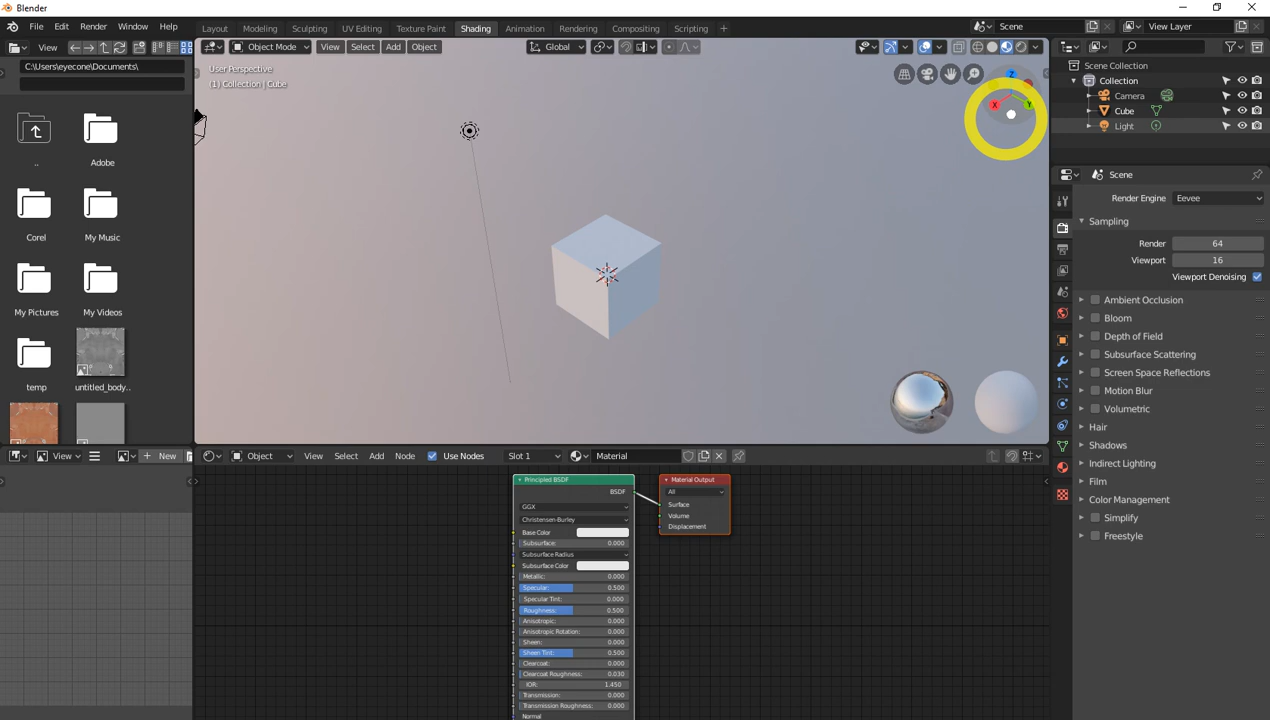 Blender
File Edit Render Window Help
Layout Modeling Sculpting UV Editing Texture Paint Shading Animation Rendering Compositing Scripting +
Scene
View Layer
Object Mode View Select Add Object
Global
C:\Users\eyecone\Documents\
User Perspective
(1) Collection | Cube
X
Y
Z
..
Adobe
Corel
My Music
My Pictures
My Videos
temp
untitled_body..
Scene Collection
Collection
Camera
Cube
Light
Scene
Render Engine Eevee
Sampling
Render 64
Viewport 16
Viewport Denoising
Ambient Occlusion
Bloom
Depth of Field
Subsurface Scattering
Screen Space Reflections
Motion Blur
Volumetric
Hair
Shadows
Indirect Lighting
Film
Color Management
Simplify
Freestyle
View
+ New
Object View Select Add Node Use Nodes Slot 1 Material
Principled BSDF
BSDF
GGX
Christensen-Burley
Base Color
Subsurface: 0.000
Subsurface Radius
Subsurface Color
Metallic: 0.000
Specular: 0.500
Specular Tint: 0.000
Roughness: 0.500
Anisotropic: 0.000
Anisotropic Rotation: 0.000
Sheen: 0.000
Sheen Tint: 0.500
Clearcoat: 0.000
Clearcoat Roughness: 0.030
IOR: 1.450
Transmission: 0.000
Transmission Roughness: 0.000
Normal
Material Output
All
Surface
Volume
Displacement